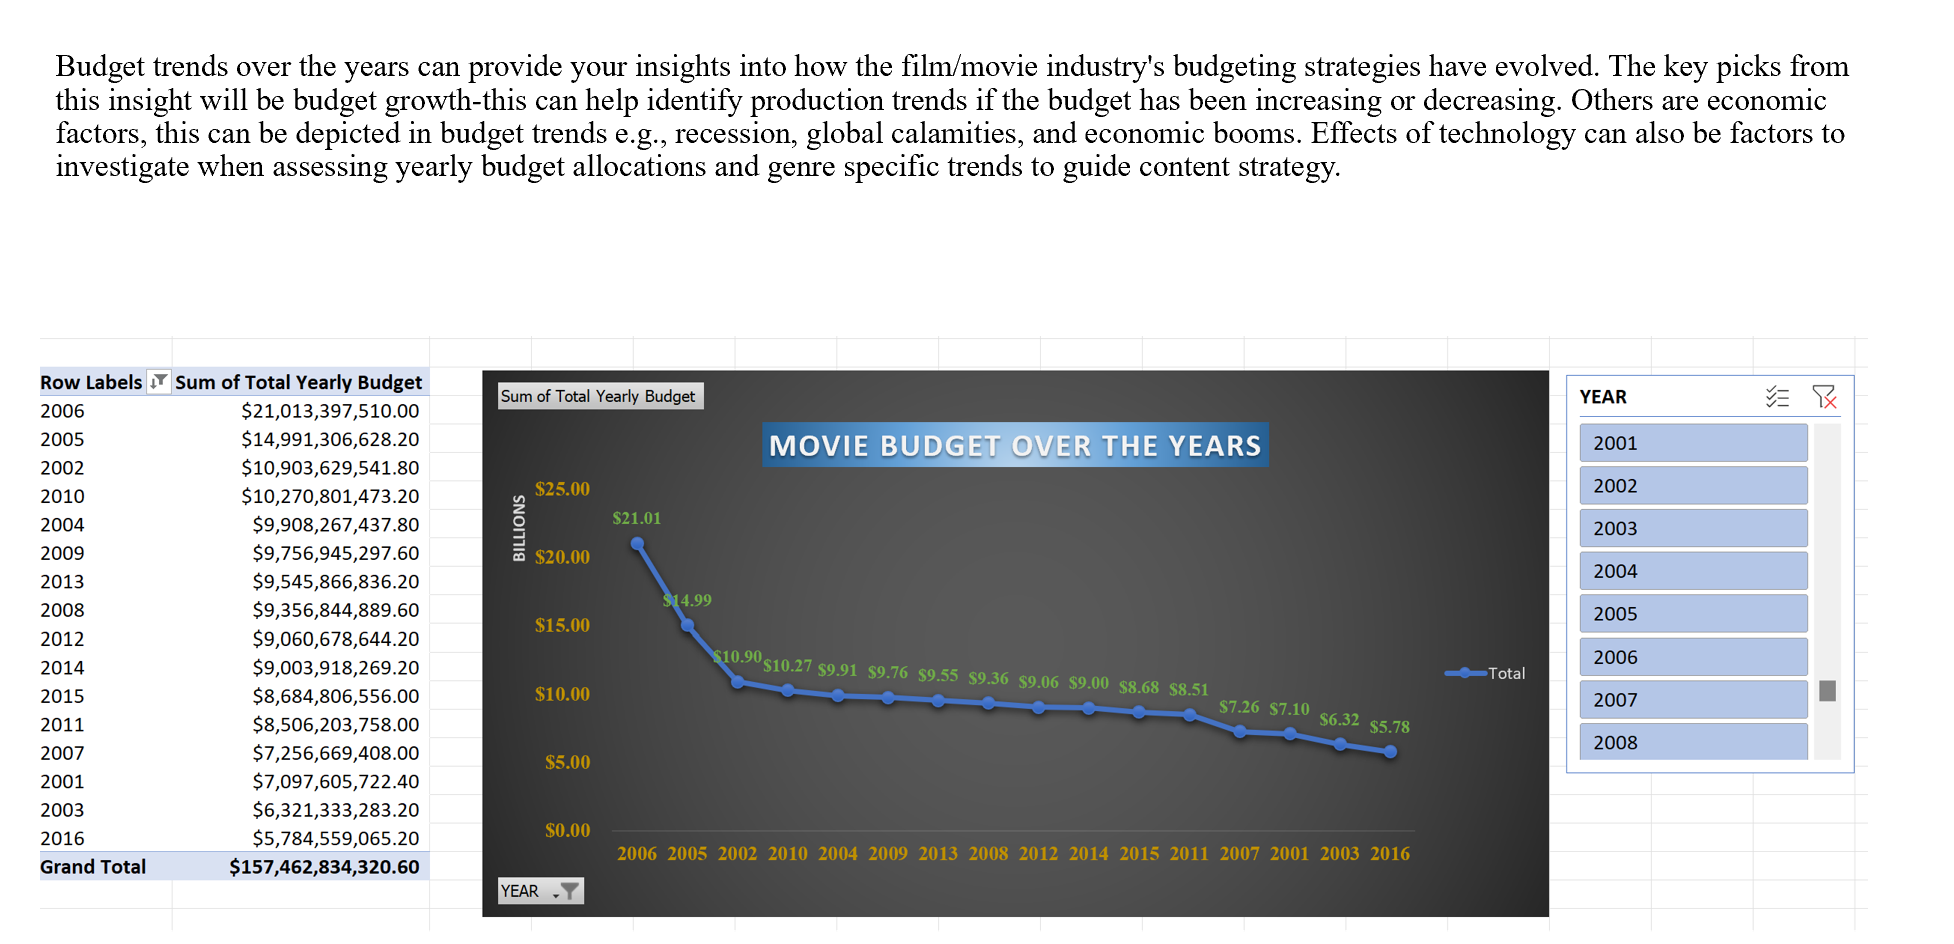 Budget trends over the years can provide your insights into how the film/movie industry's budgeting strategies have evolved. The key picks from
this insight will be budget growth-this can help identify production trends if the budget has been increasing or decreasing. Others are economic
factors, this can be depicted in budget trends e.g., recession, global calamities, and economic booms. Effects of technology can also be factors to
investigate when assessing yearly budget allocations and genre specific trends to guide content strategy.
Row Labels Sum of Total Yearly Budget
2006 $21,013,397,510.00
2005 $14,991,306,628.20
2002 $10,903,629,541.80
2010 $10,270,801,473.20
2004 $9,908,267,437.80
2009 $9,756,945,297.60
2013 $9,545,866,836.20
2008 $9,356,844,889.60
2012 $9,060,678,644.20
2014 $9,003,918,269.20
2015 $8,684,806,556.00
2011 $8,506,203,758.00
2007 $7,256,669,408.00
2001 $7,097,605,722.40
2003 $6,321,333,283.20
2016 $5,784,559,065.20
Grand Total $157,462,834,320.60
Sum of Total Yearly Budget
MOVIE BUDGET OVER THE YEARS
BILLIONS
$25.00
$20.00
$15.00
$10.00
$5.00
$0.00
$21.01 $14.99 $10.90 $10.27 $9.91 $9.76 $9.55 $9.36 $9.06 $9.00 $8.68 $8.51 $7.26 $7.10 $6.32 $5.78
2006 2005 2002 2010 2004 2009 2013 2008 2012 2014 2015 2011 2007 2001 2003 2016
Total
YEAR
YEAR
2001
2002
2003
2004
2005
2006
2007
2008